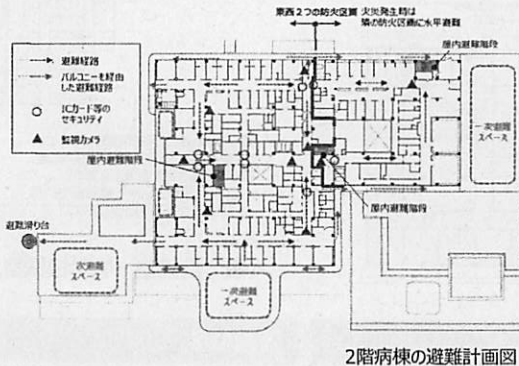 東西2つの防火区画 火災発生時は
隣の防火区画に水平避難
屋内避難階段
避難経路
バルコニーも経由
した避難経路
ICカード等の
セキュリティ
監視カメラ
屋内避難階段
一次避難
スペース
屋内避難階段
避難滑り台
次避難
スペース
一次避難
スペース
2階病棟の避難計画図